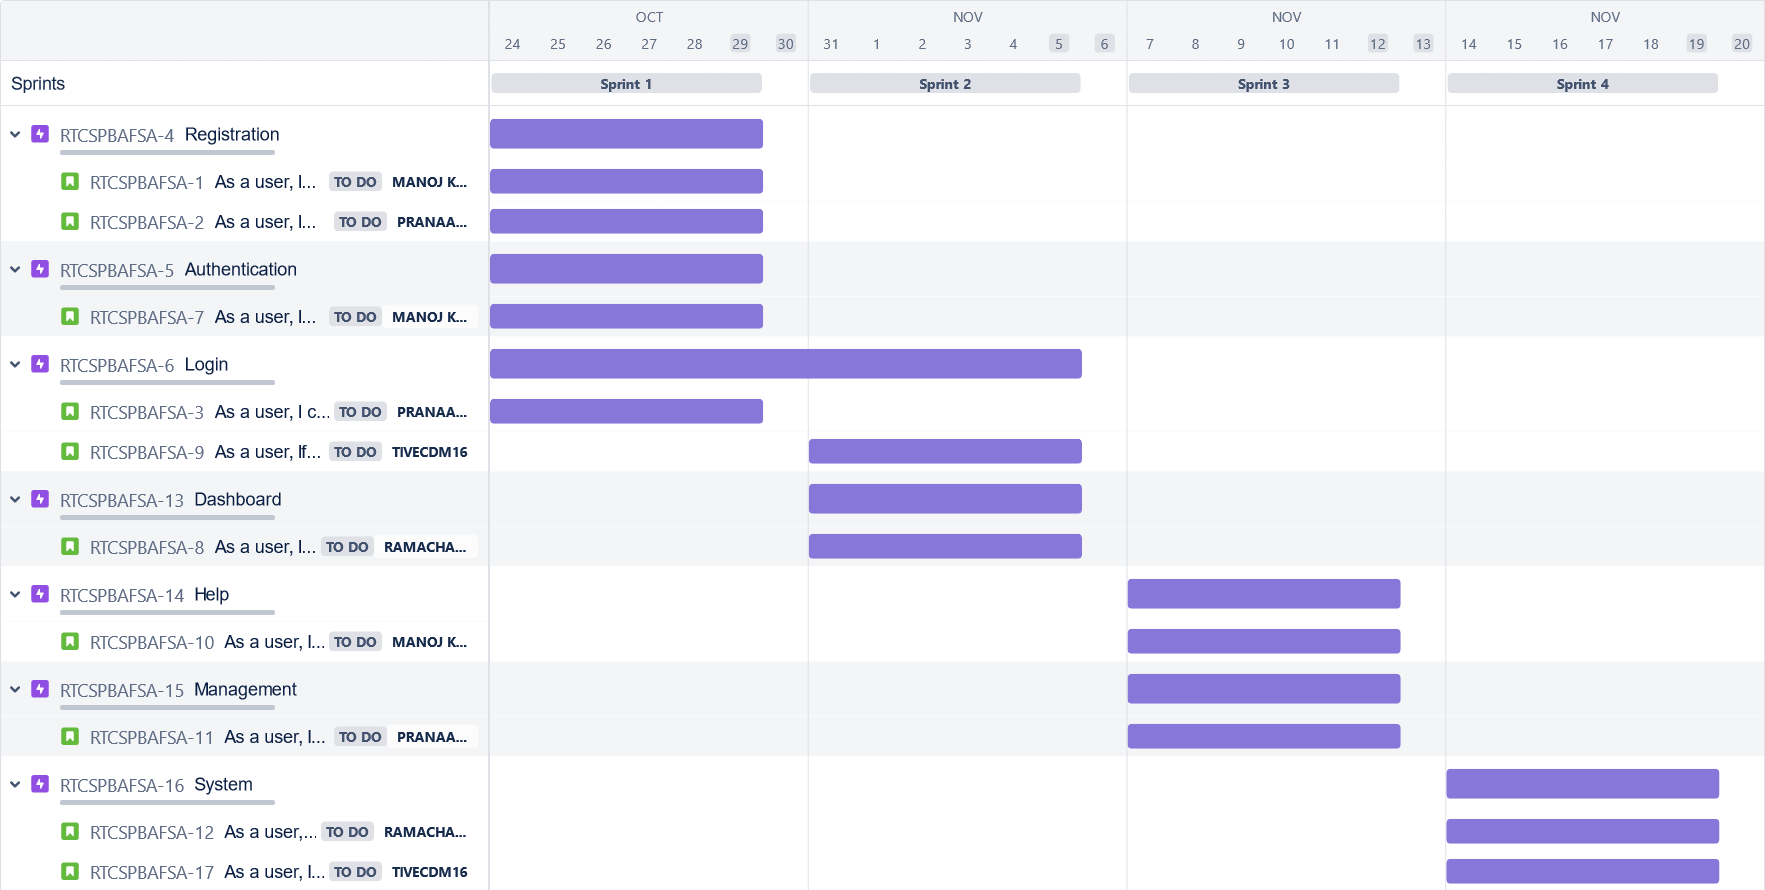 OCT NOV NOV NOV
24 25 26 27 28 29 30 31 1 2 3 4 5 6 7 8 9 10 11 12 13 14 15 16 17 18 19 20
Sprints Sprint 1 Sprint 2 Sprint 3 Sprint 4
RTCSPBAFSA-4 Registration
RTCSPBAFSA-1 As a user, I... TO DO MANOJ K...
RTCSPBAFSA-2 As a user, I... TO DO PRANAA...
RTCSPBAFSA-5 Authentication
RTCSPBAFSA-7 As a user, I... TO DO MANOJ K...
RTCSPBAFSA-6 Login
RTCSPBAFSA-3 As a user, I c... TO DO PRANAA...
RTCSPBAFSA-9 As a user, If... TO DO TIVECDM16
RTCSPBAFSA-13 Dashboard
RTCSPBAFSA-8 As a user, I... TO DO RAMACHA...
RTCSPBAFSA-14 Help
RTCSPBAFSA-10 As a user, I... TO DO MANOJ K...
RTCSPBAFSA-15 Management
RTCSPBAFSA-11 As a user, I... TO DO PRANAA...
RTCSPBAFSA-16 System
RTCSPBAFSA-12 As a user,... TO DO RAMACHA...
RTCSPBAFSA-17 As a user, I... TO DO TIVECDM16